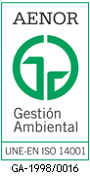 AENOR
Gestión
Ambiental
UNE-EN ISO 14001
GA-1998/0016